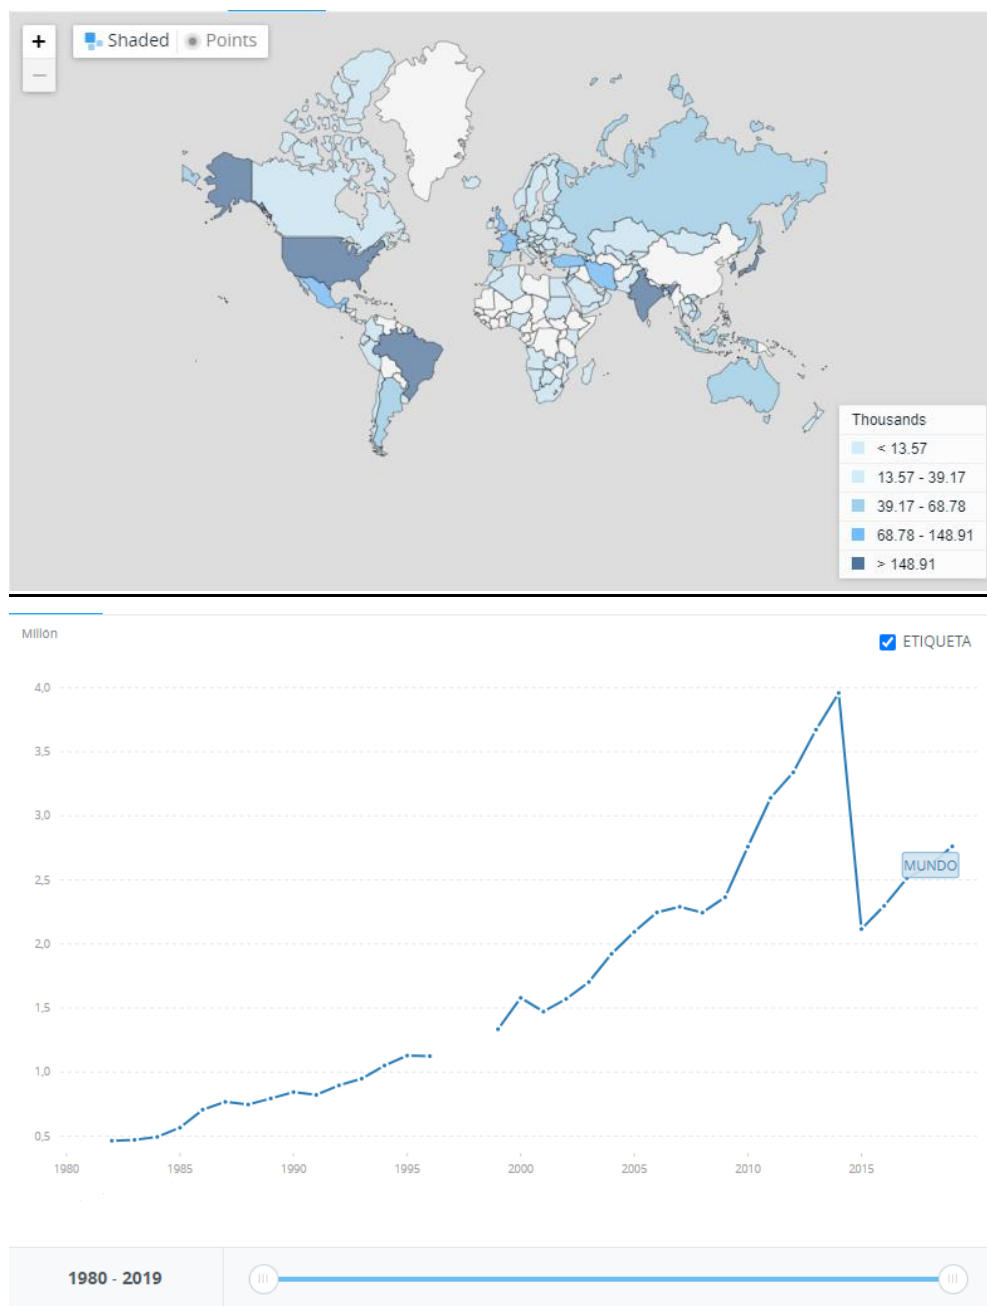 +
Shaded Points
−
Thousands
< 13.57
13.57 - 39.17
39.17 - 68.78
68.78 - 148.91
> 148.91
Millón
ETIQUETA
4,0
3,5
3,0
MUNDO
2,5
2,0
1,5
1,0
0,5
1980 1985 1990 1995 2000 2005 2010 2015
1980 - 2019